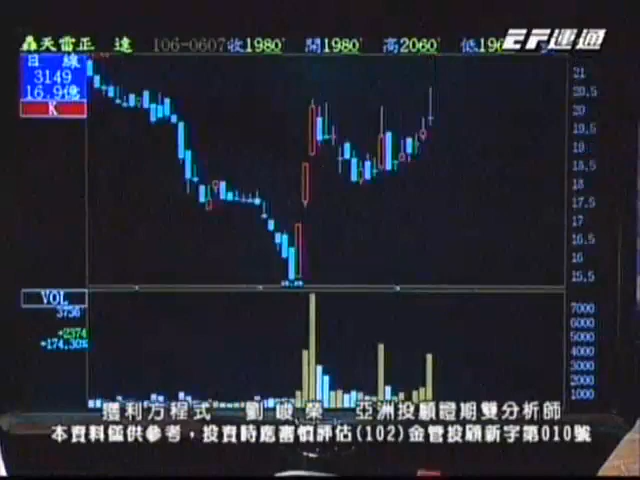 轟天雷正 達 106-0607收1980' 開1980' 高2060' 低196
EF運通
日 線
3149
16.9億
K
21
20.5
20
19.5
19
18.5
18
17.5
17
16.5
16
15.5
VOL
3756'
+2374
+174.30%
7000
6000
5000
4000
3000
2000
1000
獲利方程式 劉峻榮 亞洲投顧證期雙分析師
本資料僅供參考，投資時應審慎評估(102)金管投顧新字第010號